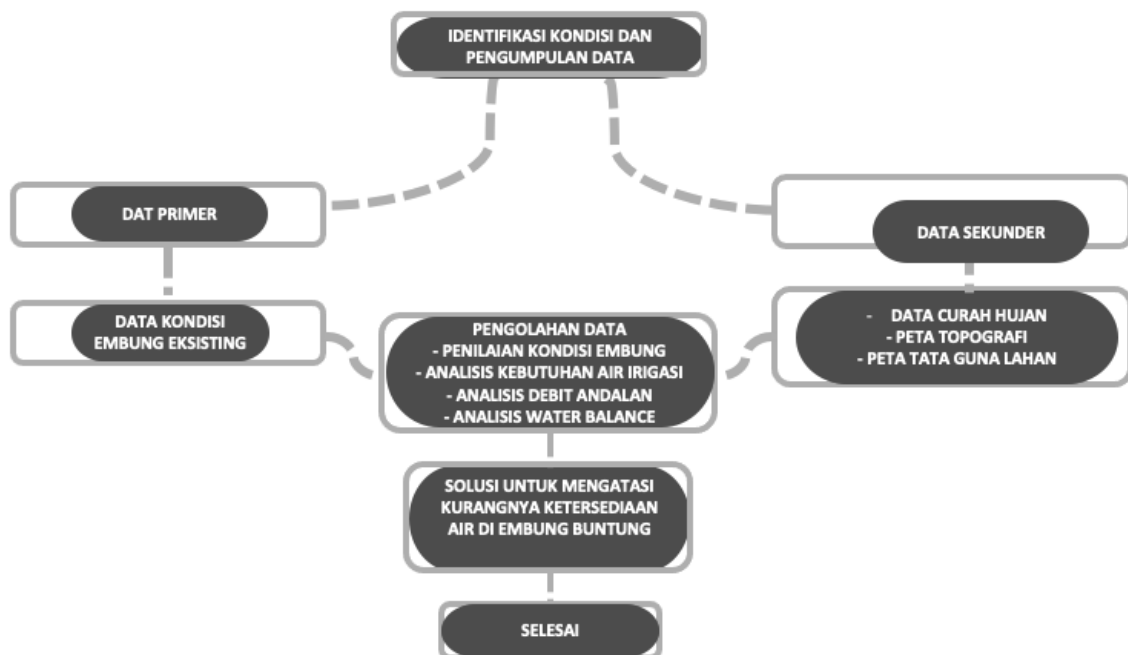 IDENTIFIKASI KONDISI DAN
PENGUMPULAN DATA
DAT PRIMER
DATA SEKUNDER
DATA KONDISI
EMBUNG EKSISTING
PENGOLAHAN DATA
- PENILAIAN KONDISI EMBUNG
- ANALISIS KEBUTUHAN AIR IRIGASI
- ANALISIS DEBIT ANDALAN
- ANALISIS WATER BALANCE
- DATA CURAH HUJAN
- PETA TOPOGRAFI
- PETA TATA GUNA LAHAN
SOLUSI UNTUK MENGATASI
KURANGNYA KETERSEDIAAN
AIR DI EMBUNG BUNTUNG
SELESAI